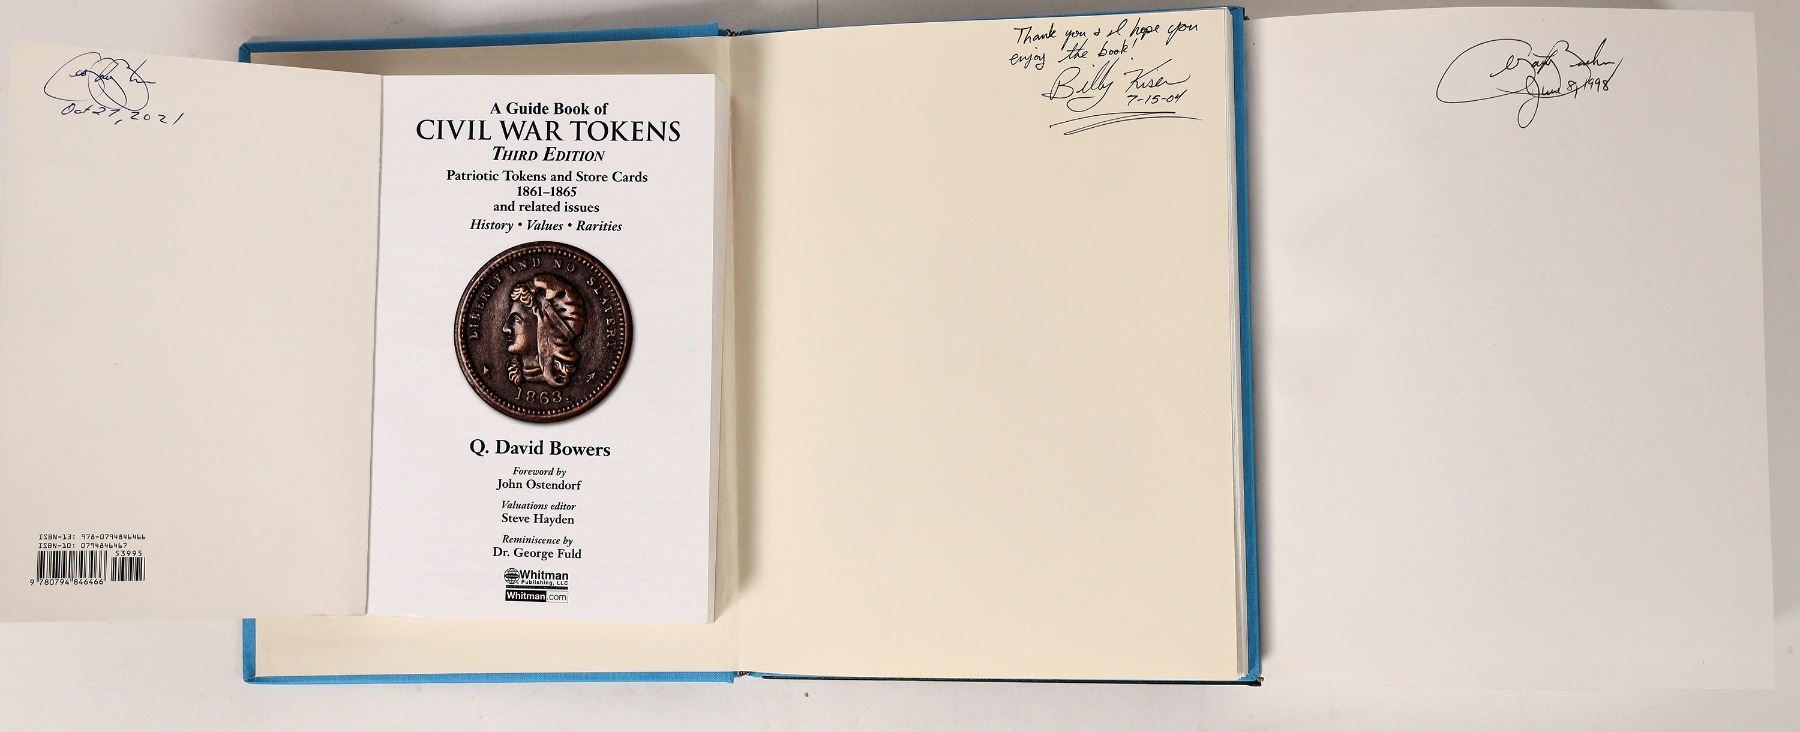 Oct 27, 2021
ISBN-13: 978-0794846466
ISBN-10: 0794846467
53995
9 780794 846466
A Guide Book of
CIVIL WAR TOKENS
THIRD EDITION
Patriotic Tokens and Store Cards
1861–1865
and related issues
History • Values • Rarities
LIBERTY AND NO SLAVERY
1863
Q. David Bowers
Foreword by
John Ostendorf
Valuations editor
Steve Hayden
Reminiscence by
Dr. George Fuld
Whitman
Publishing, LLC
Whitman.com
Thank you & I hope you
enjoy the book!
Billy Kiser
7-15-04
June 8, 1998